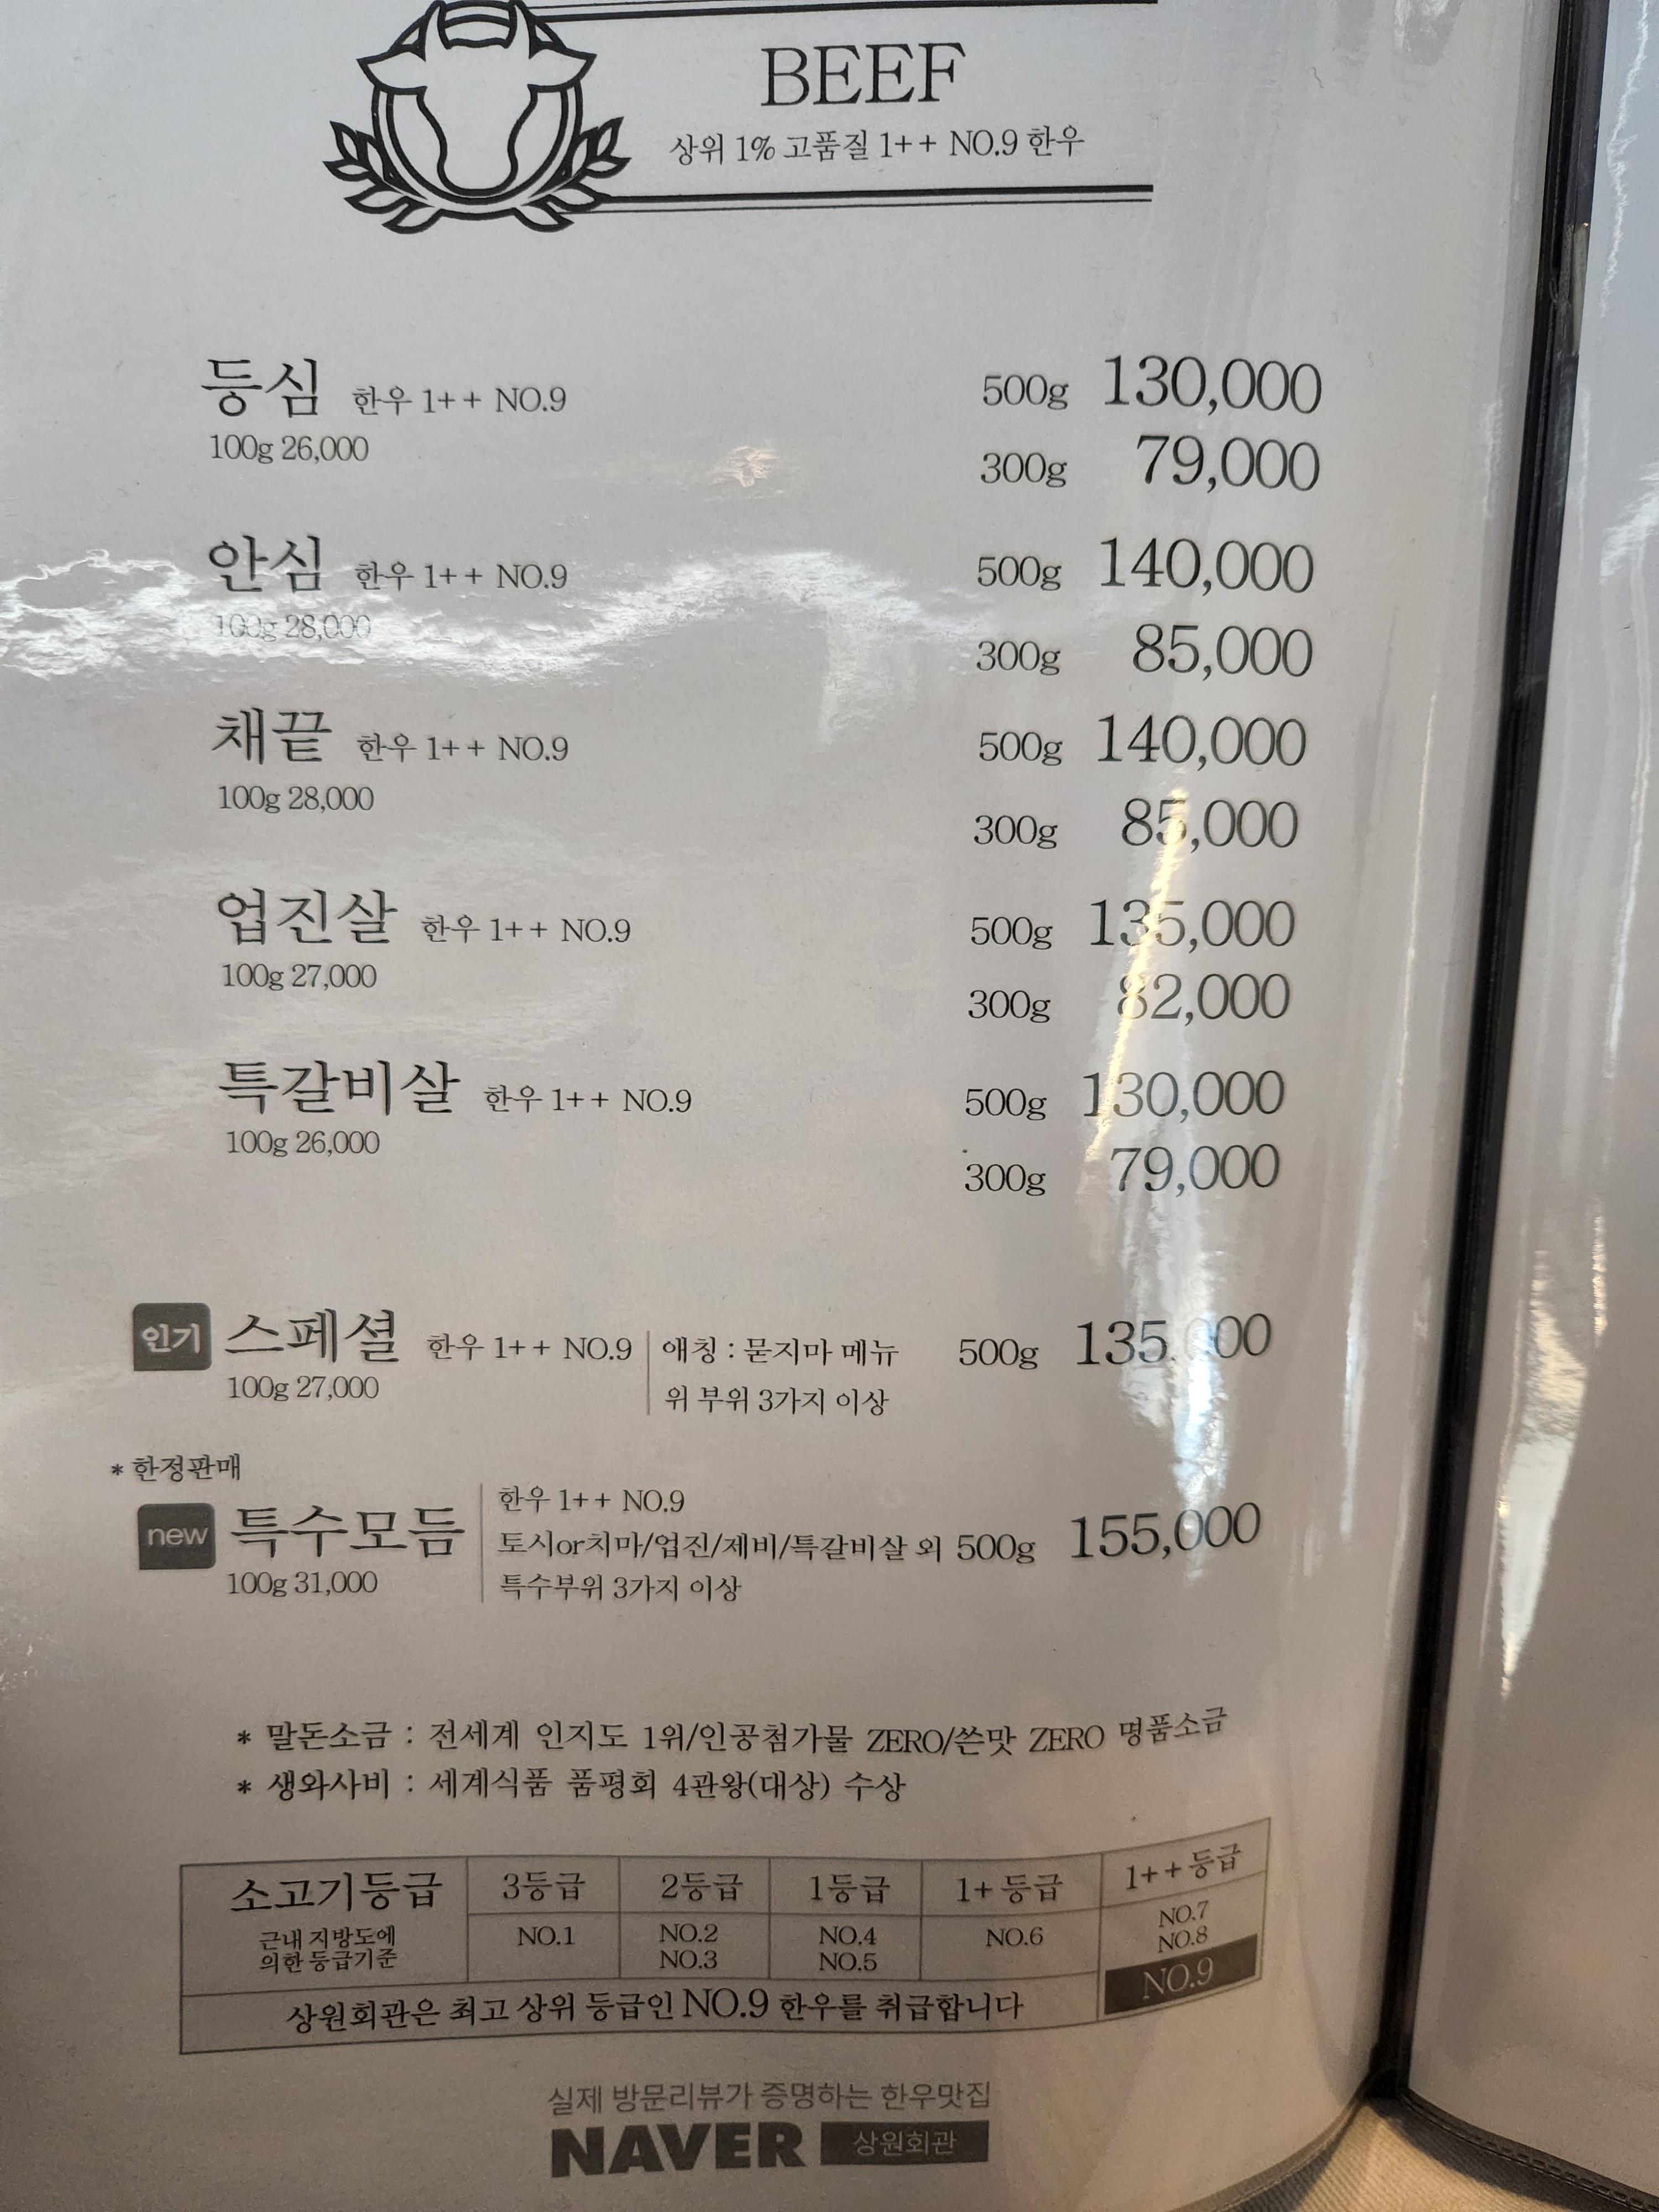 BEEF
상위 1% 고품질 1++ NO.9 한우
등심 한우 1++ NO.9 500g 130,000
100g 26,000
300g 79,000
안심 한우 1++ NO.9 500g 140,000
100g 28,000
300g 85,000
채끝 한우 1++ NO.9 500g 140,000
100g 28,000
300g 85,000
업진살 한우 1++ NO.9 500g 135,000
100g 27,000
300g 82,000
특갈비살 한우 1++ NO.9 500g 130,000
100g 26,000
300g 79,000
인기 스페셜 한우 1++ NO.9 애칭 : 묻지마 메뉴 500g 135,000
100g 27,000 위 부위 3가지 이상
* 한정판매
한우 1++ NO.9
new 특수모듬 토시or치마/업진/제비/특갈비살 외 500g 155,000
100g 31,000 특수부위 3가지 이상
* 말돈소금 : 전세계 인지도 1위/인공첨가물 ZERO/쓴맛 ZERO 명품소금
* 생와사비 : 세계식품 품평회 4관왕(대상) 수상
소고기등급 3등급 2등급 1등급 1+ 등급 1++ 등급
근내 지방도에 NO.1 NO.2 NO.4 NO.6 NO.7
의한 등급기준 NO.3 NO.5 NO.8
NO.9
상원회관은 최고 상위 등급인 NO.9 한우를 취급합니다
실제 방문리뷰가 증명하는 한우맛집
NAVER 상원회관